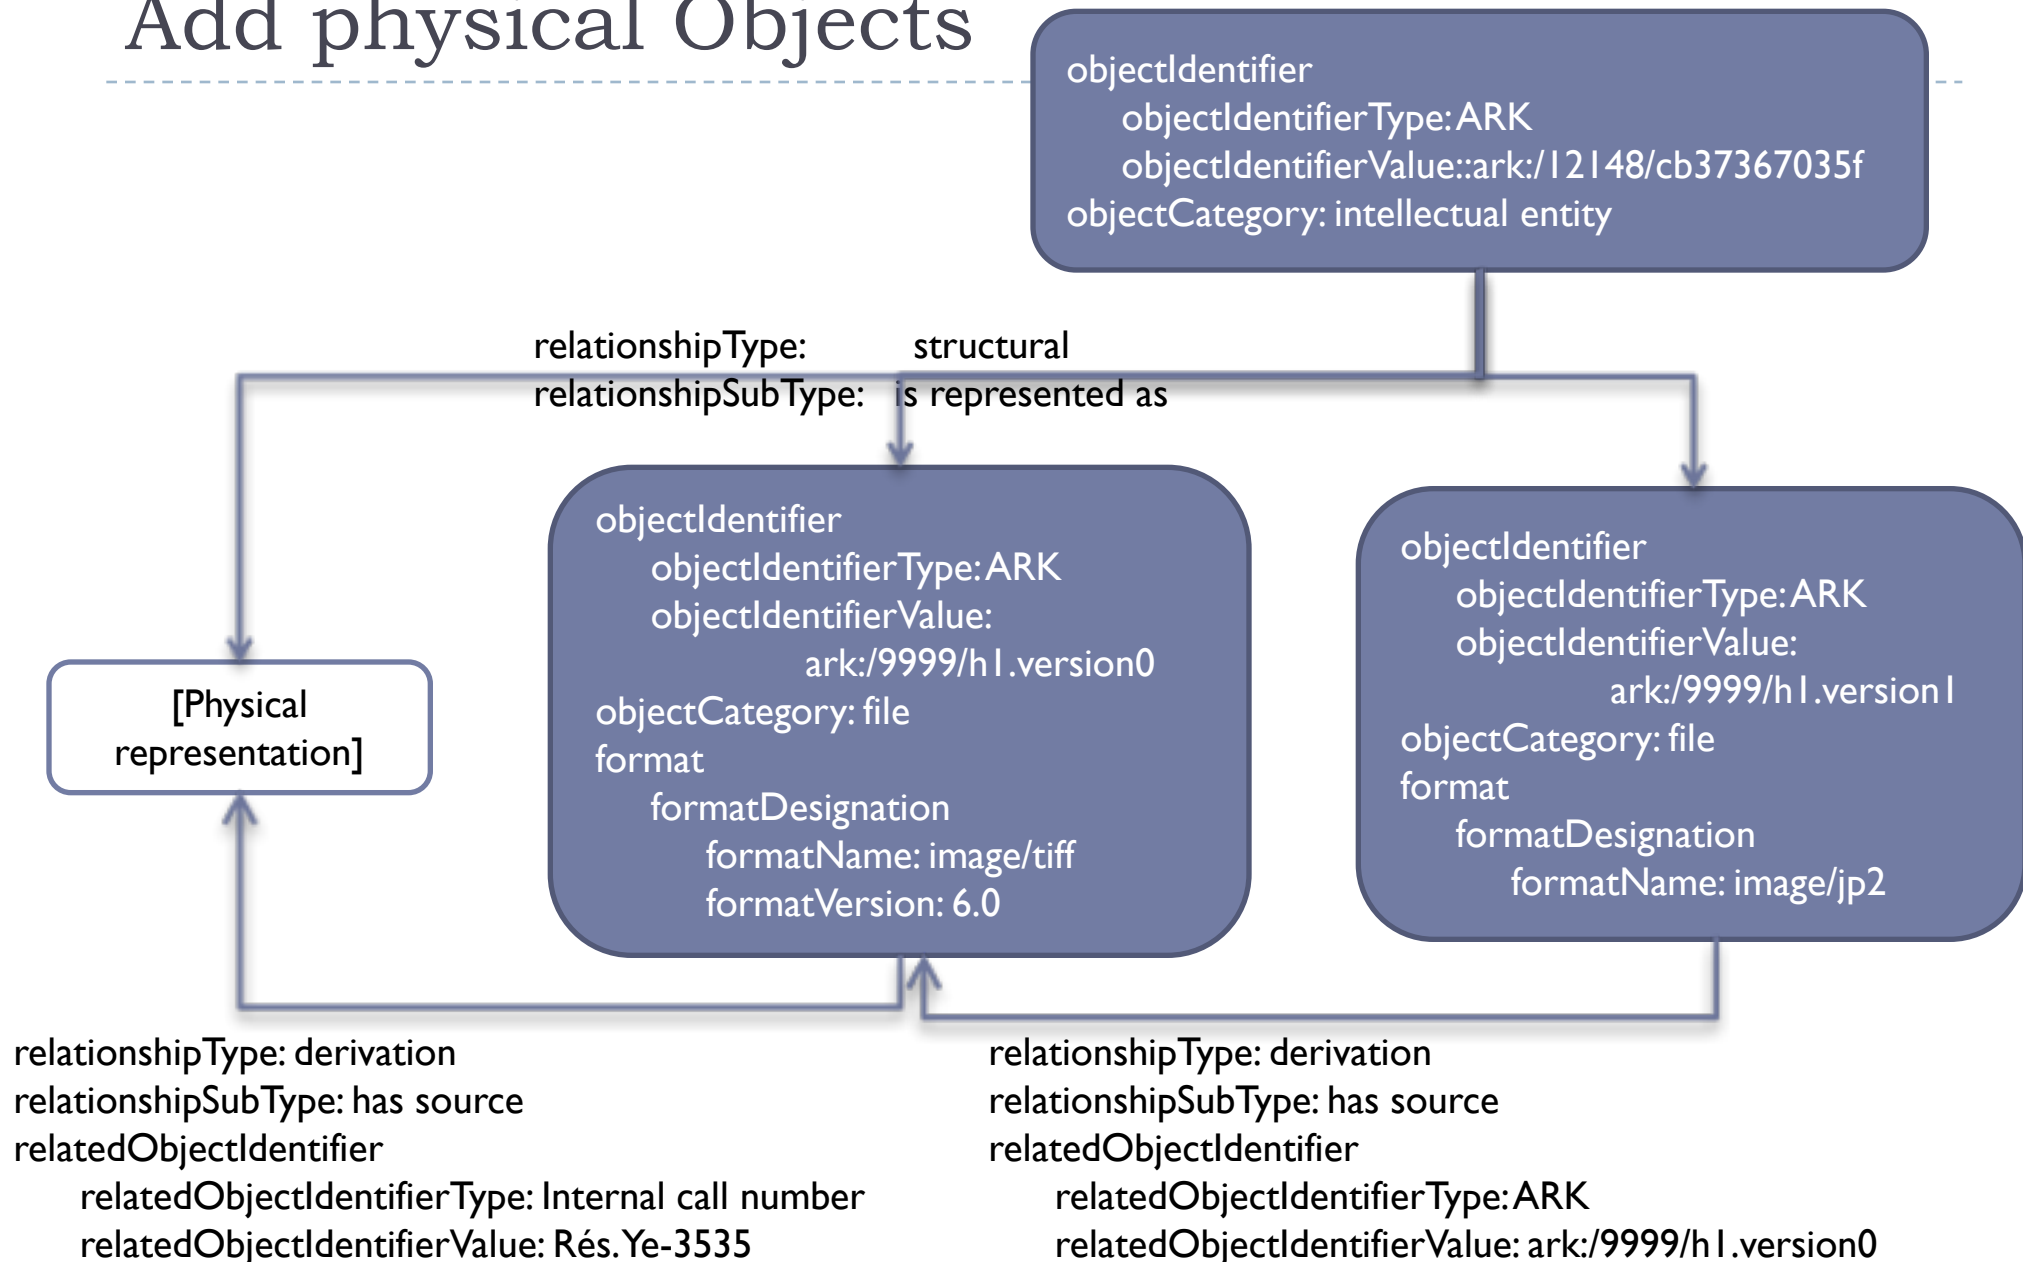 Add physical Objects
objectIdentifier
objectIdentifierType: ARK
objectIdentifierValue::ark:/12148/cb37367035f
objectCategory: intellectual entity
relationshipType: structural
relationshipSubType: is represented as
[Physical
representation]
objectIdentifier
objectIdentifierType: ARK
objectIdentifierValue:
ark:/9999/h1.version0
objectCategory: file
format
formatDesignation
formatName: image/tiff
formatVersion: 6.0
objectIdentifier
objectIdentifierType: ARK
objectIdentifierValue:
ark:/9999/h1.version1
objectCategory: file
format
formatDesignation
formatName: image/jp2
relationshipType: derivation
relationshipSubType: has source
relatedObjectIdentifier
relatedObjectIdentifierType: Internal call number
relatedObjectIdentifierValue: Rés. Ye-3535
relationshipType: derivation
relationshipSubType: has source
relatedObjectIdentifier
relatedObjectIdentifierType: ARK
relatedObjectIdentifierValue: ark:/9999/h1.version0